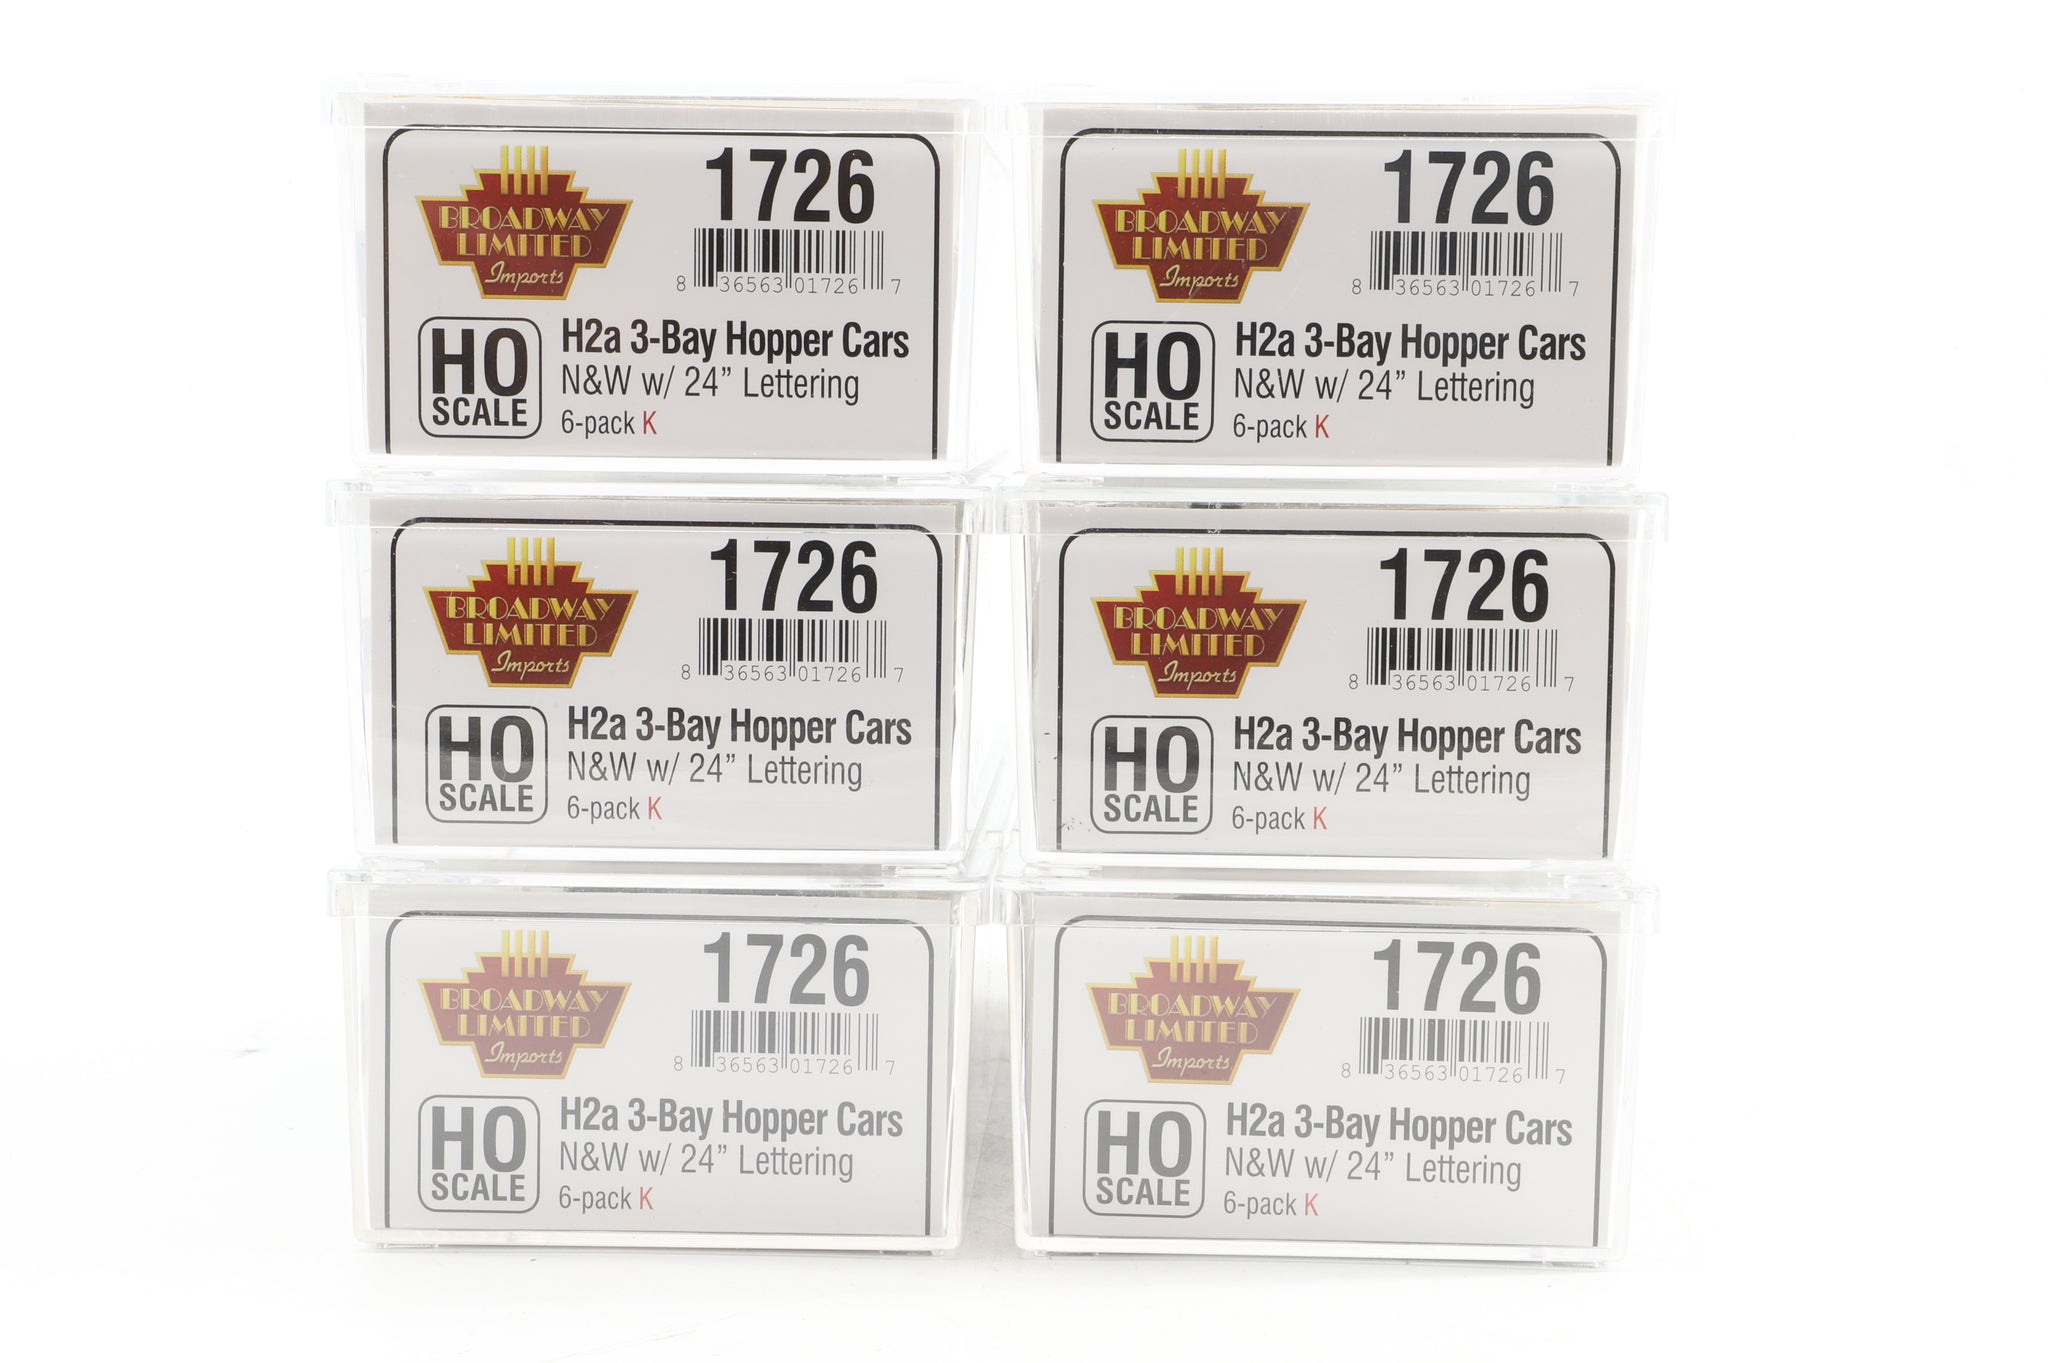 BROADWAY
LIMITED
Imports
1726
8 36563 01726 7
HO
SCALE
H2a 3-Bay Hopper Cars
N&W w/ 24” Lettering
6-pack K
BROADWAY
LIMITED
Imports
1726
8 36563 01726 7
HO
SCALE
H2a 3-Bay Hopper Cars
N&W w/ 24” Lettering
6-pack K
BROADWAY
LIMITED
Imports
1726
8 36563 01726 7
HO
SCALE
H2a 3-Bay Hopper Cars
N&W w/ 24” Lettering
6-pack K
BROADWAY
LIMITED
Imports
1726
8 36563 01726 7
HO
SCALE
H2a 3-Bay Hopper Cars
N&W w/ 24” Lettering
6-pack K
BROADWAY
LIMITED
Imports
1726
8 36563 01726 7
HO
SCALE
H2a 3-Bay Hopper Cars
N&W w/ 24” Lettering
6-pack K
BROADWAY
LIMITED
Imports
1726
8 36563 01726 7
HO
SCALE
H2a 3-Bay Hopper Cars
N&W w/ 24” Lettering
6-pack K